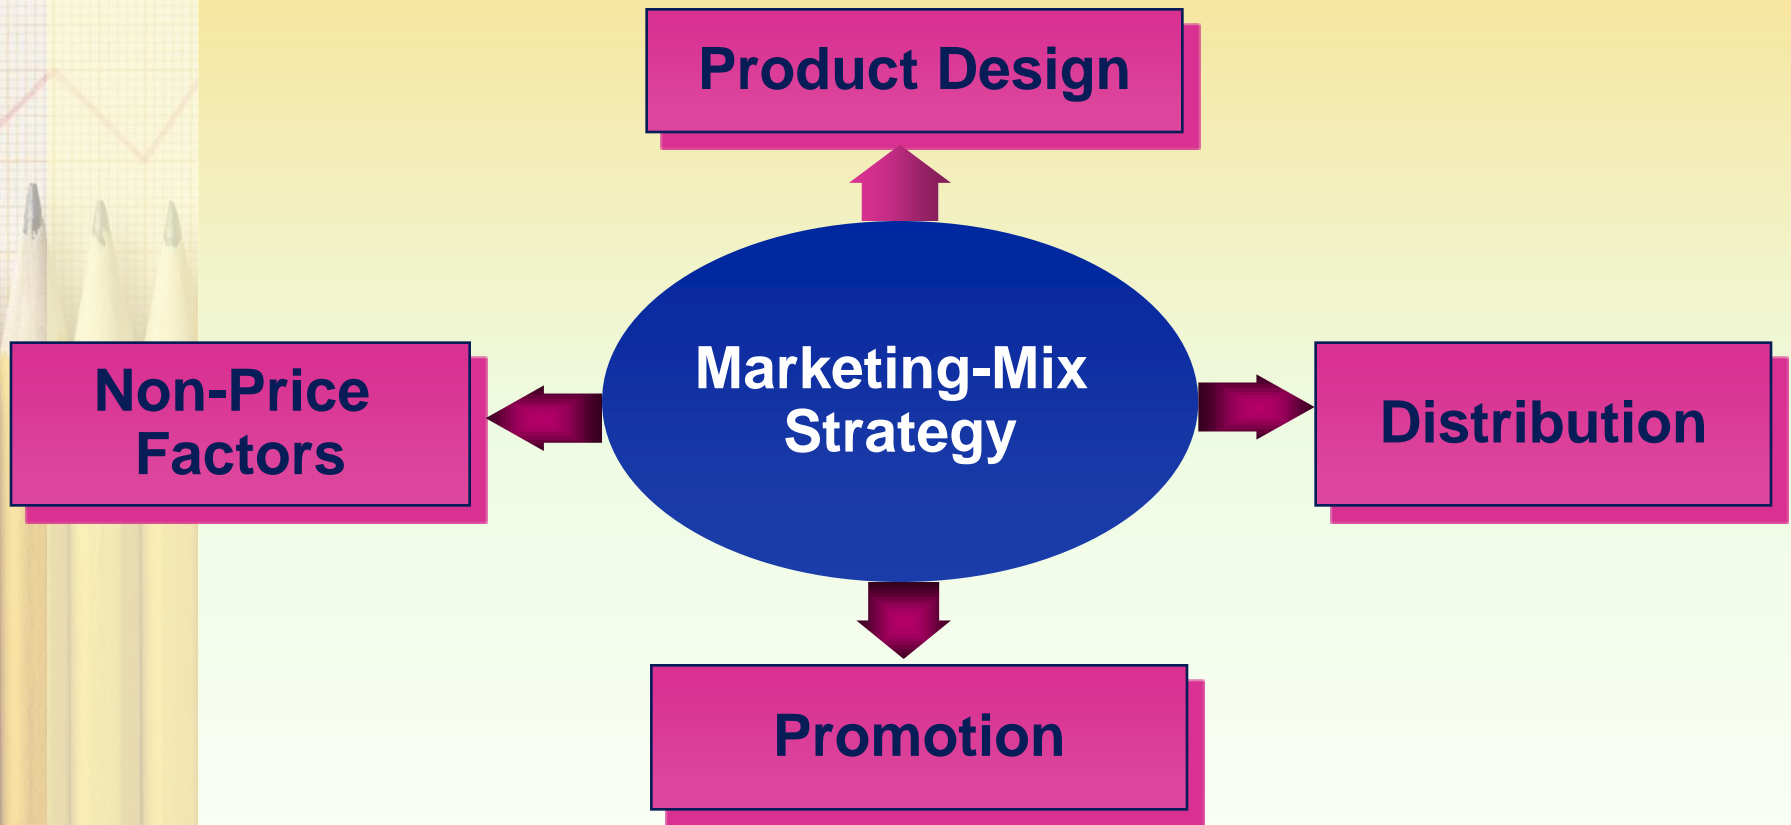 Product Design
Non-Price
Factors
Marketing-Mix
Strategy
Distribution
Promotion